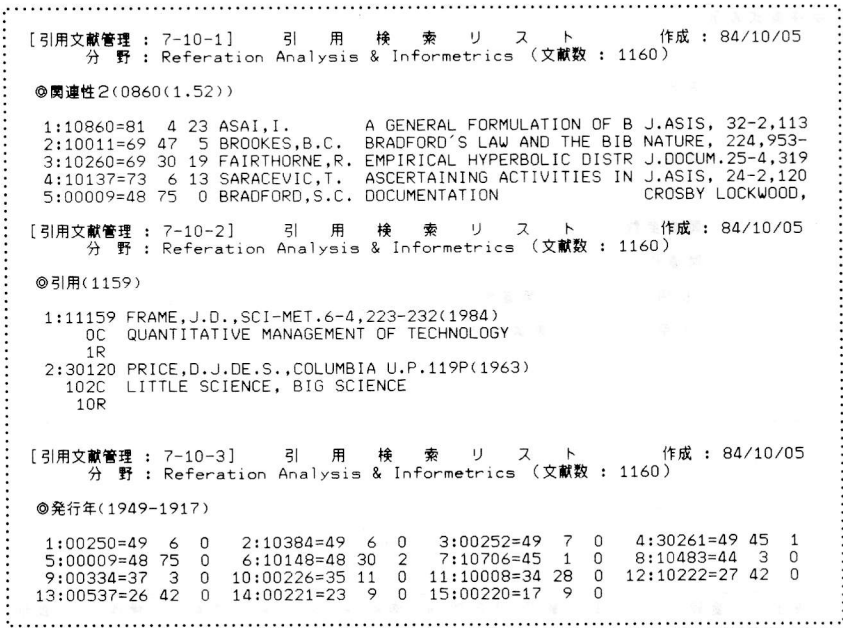 [引用文献管理 : 7-10-1] 引 用 検 索 リ ス ト 作成 : 84/10/05
分 野 : Referation Analysis & Informetrics (文献数 : 1160)
◎関連性2(0860(1.52))
1:10860=81 4 23 ASAI,I. A GENERAL FORMULATION OF B J.ASIS, 32-2,113
2:10011=69 47 5 BROOKES,B.C. BRADFORD'S LAW AND THE BIB NATURE, 224,953-
3:10260=69 30 19 FAIRTHORNE,R. EMPIRICAL HYPERBOLIC DISTR J.DOCUM.25-4,319
4:10137=73 6 13 SARACEVIC,T. ASCERTAINING ACTIVITIES IN J.ASIS, 24-2,120
5:00009=48 75 0 BRADFORD,S.C. DOCUMENTATION CROSBY LOCKWOOD,
[引用文献管理 : 7-10-2] 引 用 検 索 リ ス ト 作成 : 84/10/05
分 野 : Referation Analysis & Informetrics (文献数 : 1160)
◎引用(1159)
1:11159 FRAME,J.D.,SCI-MET.6-4,223-232(1984)
0C QUANTITATIVE MANAGEMENT OF TECHNOLOGY
1R
2:30120 PRICE,D.J.DE.S.,COLUMBIA U.P.119P(1963)
102C LITTLE SCIENCE, BIG SCIENCE
10R
[引用文献管理 : 7-10-3] 引 用 検 索 リ ス ト 作成 : 84/10/05
分 野 : Referation Analysis & Informetrics (文献数 : 1160)
◎発行年(1949-1917)
1:00250=49 6 0 2:10384=49 6 0 3:00252=49 7 0 4:30261=49 45 1
5:00009=48 75 0 6:10148=48 30 2 7:10706=45 1 0 8:10483=44 3 0
9:00334=37 3 0 10:00226=35 11 0 11:10008=34 28 0 12:10222=27 42 0
13:00537=26 42 0 14:00221=23 9 0 15:00220=17 9 0